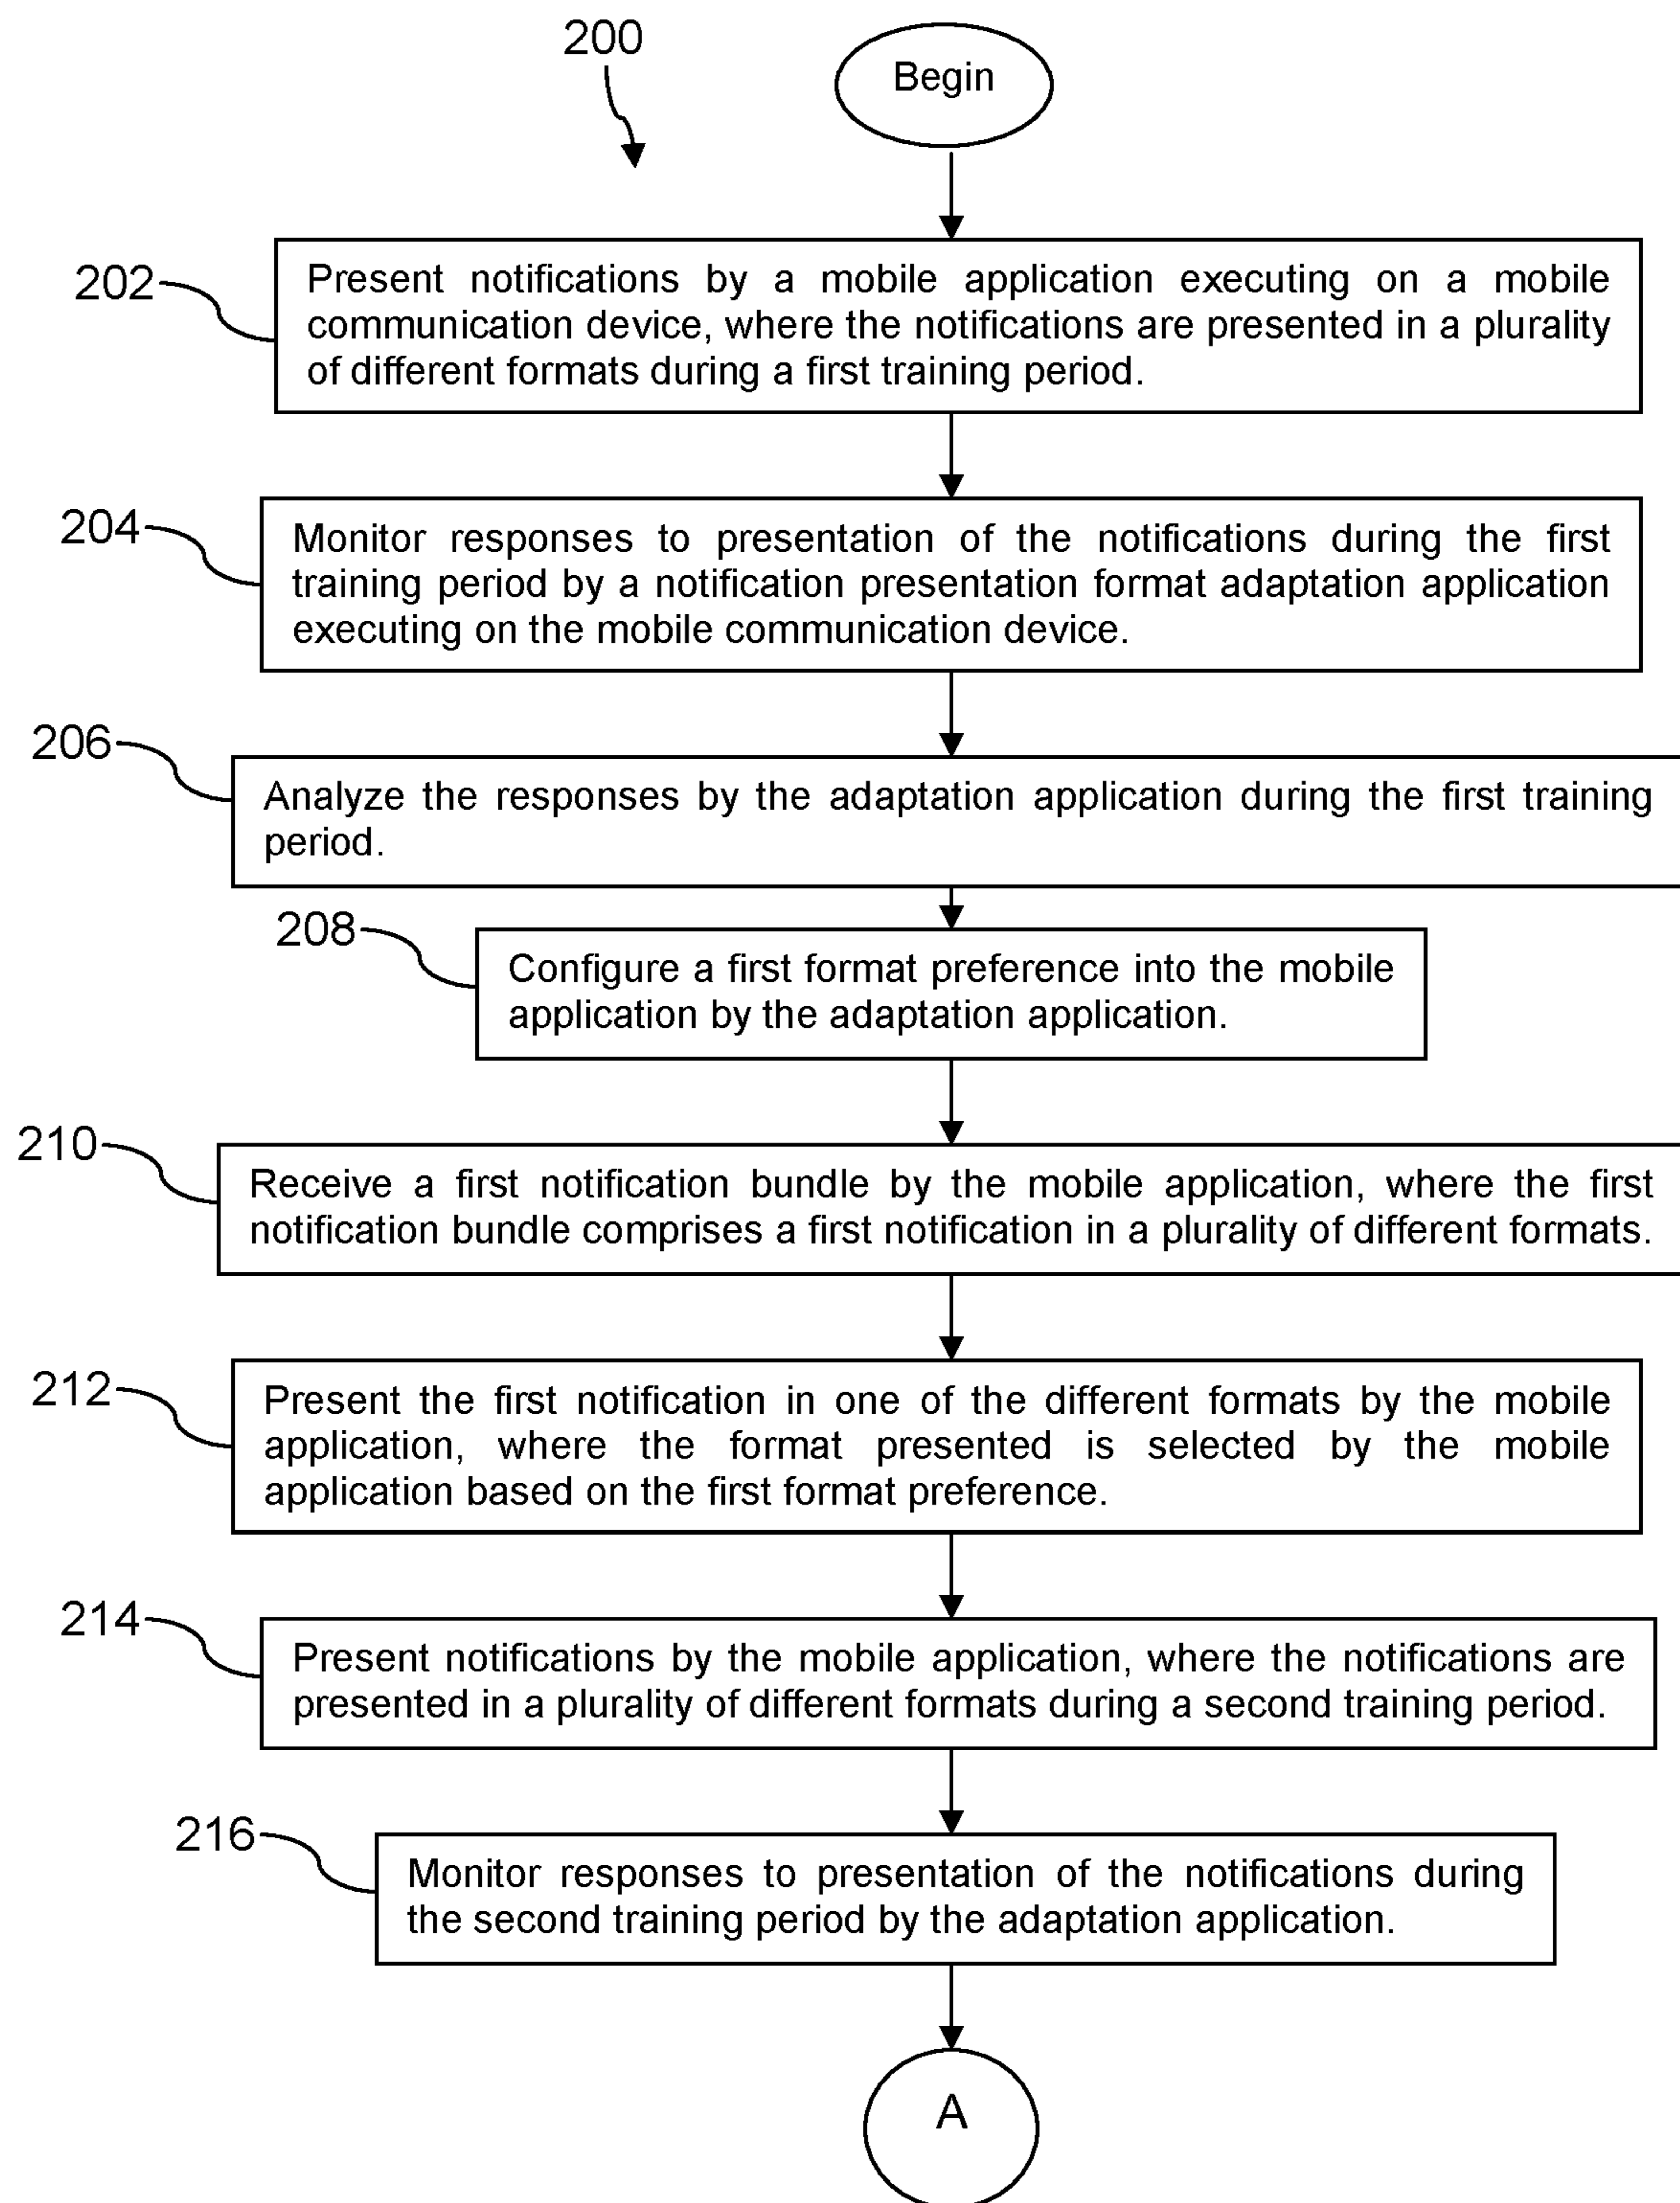 200
Begin
202
Present notifications by a mobile application executing on a mobile
communication device, where the notifications are presented in a plurality
of different formats during a first training period.
204
Monitor responses to presentation of the notifications during the first
training period by a notification presentation format adaptation application
executing on the mobile communication device.
206
Analyze the responses by the adaptation application during the first training
period.
208
Configure a first format preference into the mobile
application by the adaptation application.
210
Receive a first notification bundle by the mobile application, where the first
notification bundle comprises a first notification in a plurality of different formats.
212
Present the first notification in one of the different formats by the mobile
application, where the format presented is selected by the mobile
application based on the first format preference.
214
Present notifications by the mobile application, where the notifications are
presented in a plurality of different formats during a second training period.
216
Monitor responses to presentation of the notifications during
the second training period by the adaptation application.
A